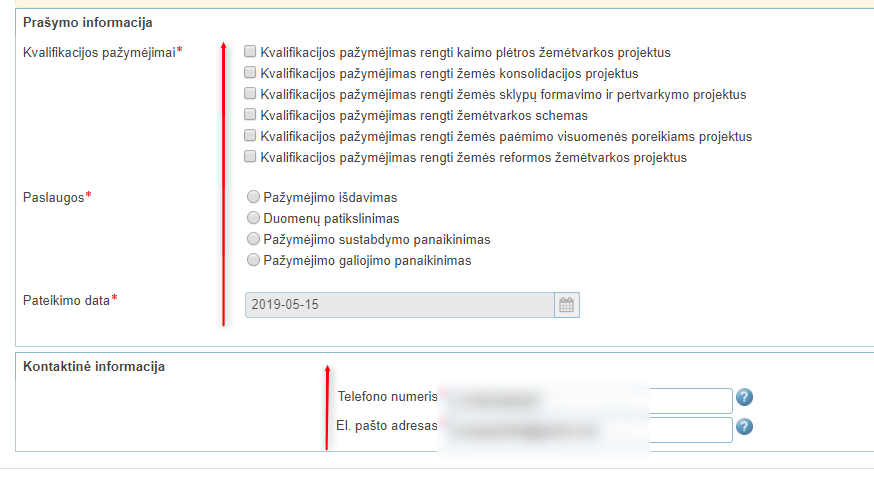 Prašymo informacija
Kvalifikacijos pažymėjimai*
Kvalifikacijos pažymėjimas rengti kaimo plėtros žemėtvarkos projektus
Kvalifikacijos pažymėjimas rengti žemės konsolidacijos projektus
Kvalifikacijos pažymėjimas rengti žemės sklypų formavimo ir pertvarkymo projektus
Kvalifikacijos pažymėjimas rengti žemėtvarkos schemas
Kvalifikacijos pažymėjimas rengti žemės paėmimo visuomenės poreikiams projektus
Kvalifikacijos pažymėjimas rengti žemės reformos žemėtvarkos projektus
Paslaugos*
Pažymėjimo išdavimas
Duomenų patikslinimas
Pažymėjimo sustabdymo panaikinimas
Pažymėjimo galiojimo panaikinimas
Pateikimo data*
2019-05-15
Kontaktinė informacija
Telefono numeris
?
El. pašto adresas
?